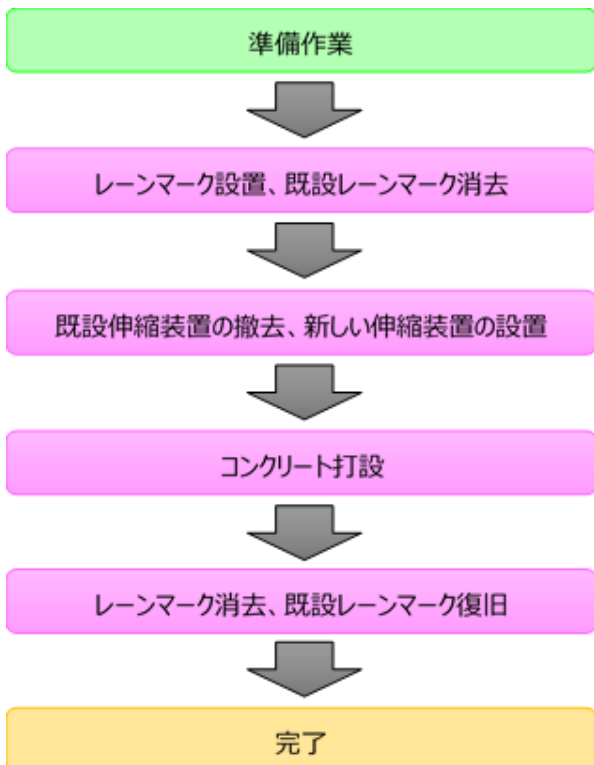 準備作業
レーンマーク設置、既設レーンマーク消去
既設伸縮装置の撤去、新しい伸縮装置の設置
コンクリート打設
レーンマーク消去、既設レーンマーク復旧
完了